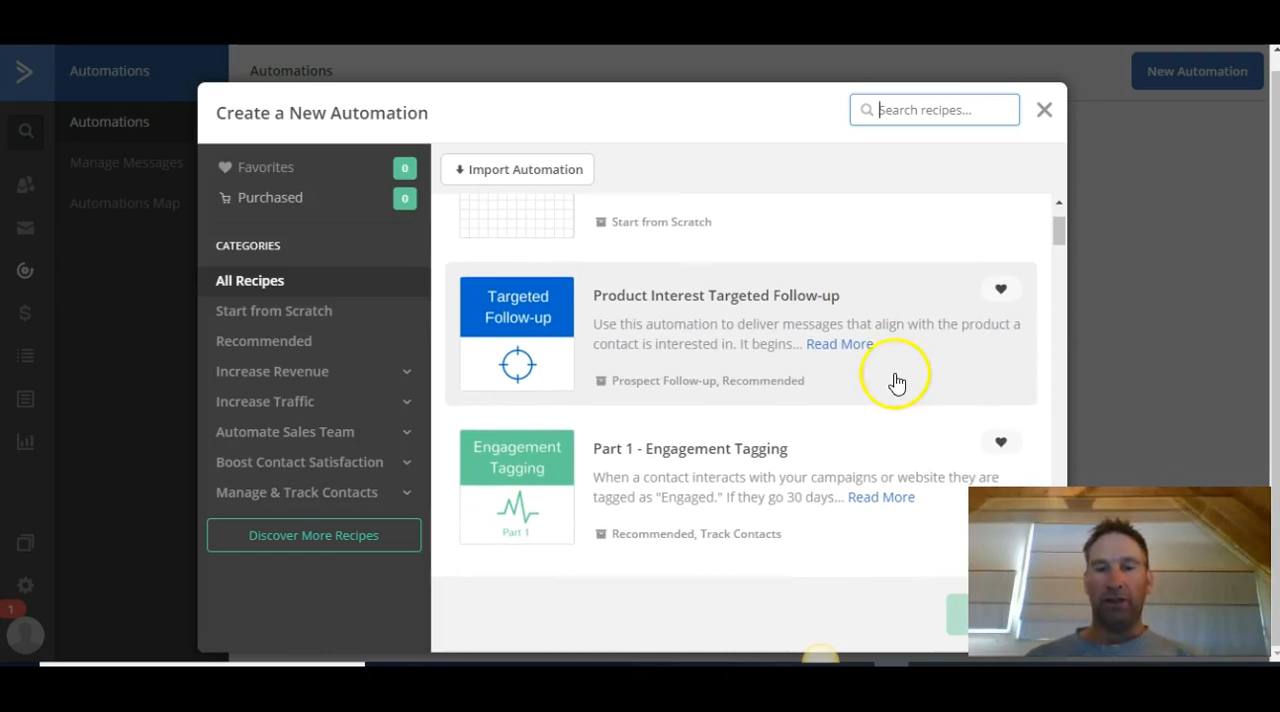 Automations
Automations
New Automation
Create a New Automation
Search recipes...
Automations
Manage Messages
Automations Map
Favorites
0
Purchased
0
Import Automation
CATEGORIES
All Recipes
Start from Scratch
Recommended
Increase Revenue
Increase Traffic
Automate Sales Team
Boost Contact Satisfaction
Manage & Track Contacts
Discover More Recipes
Start from Scratch
Targeted
Follow-up
Product Interest Targeted Follow-up
Use this automation to deliver messages that align with the product a
contact is interested in. It begins... Read More
Prospect Follow-up, Recommended
Engagement
Tagging
Part 1
Part 1 - Engagement Tagging
When a contact interacts with your campaigns or website they are
tagged as "Engaged." If they go 30 days... Read More
Recommended, Track Contacts
1